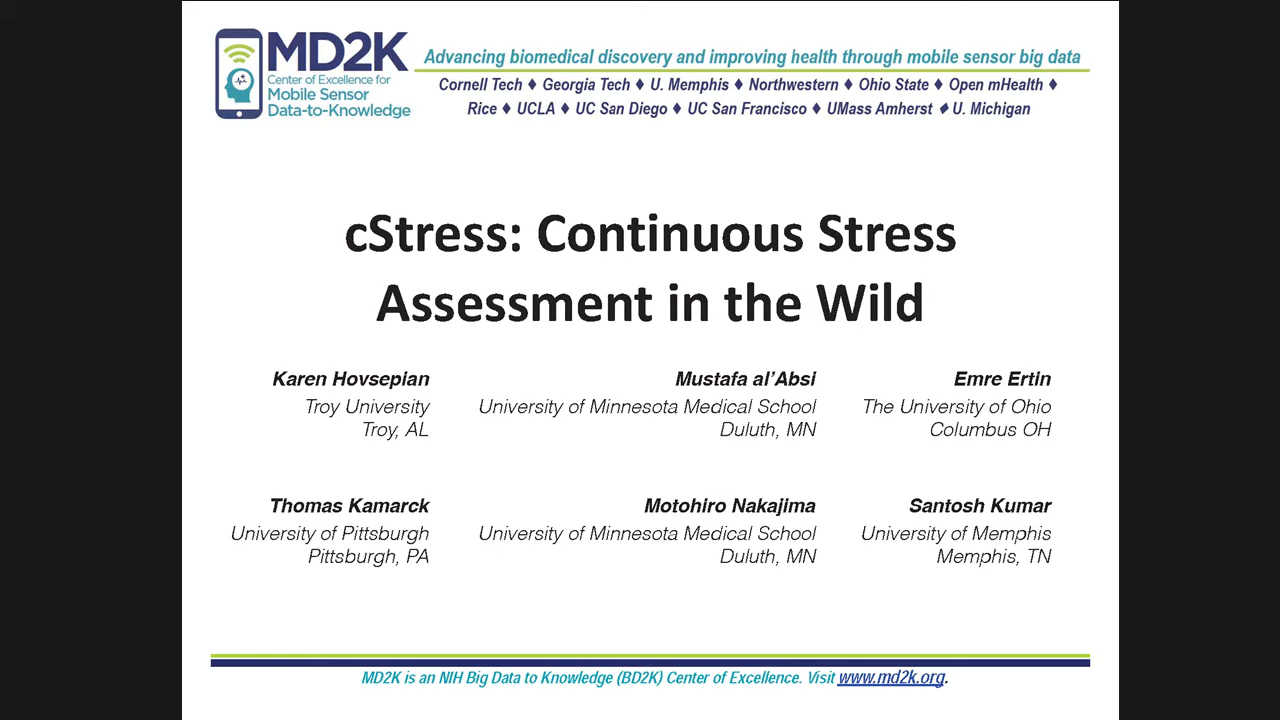 MD2K
Center of Excellence for
Mobile Sensor
Data-to-Knowledge
Advancing biomedical discovery and improving health through mobile sensor big data
Cornell Tech ♦ Georgia Tech ♦ U. Memphis ♦ Northwestern ♦ Ohio State ♦ Open mHealth ♦
Rice ♦ UCLA ♦ UC San Diego ♦ UC San Francisco ♦ UMass Amherst ♦ U. Michigan
cStress: Continuous Stress
Assessment in the Wild
Karen Hovsepian
Troy University
Troy, AL
Mustafa al’Absi
University of Minnesota Medical School
Duluth, MN
Emre Ertin
The University of Ohio
Columbus OH
Thomas Kamarck
University of Pittsburgh
Pittsburgh, PA
Motohiro Nakajima
University of Minnesota Medical School
Duluth, MN
Santosh Kumar
University of Memphis
Memphis, TN
MD2K is an NIH Big Data to Knowledge (BD2K) Center of Excellence. Visit www.md2k.org.